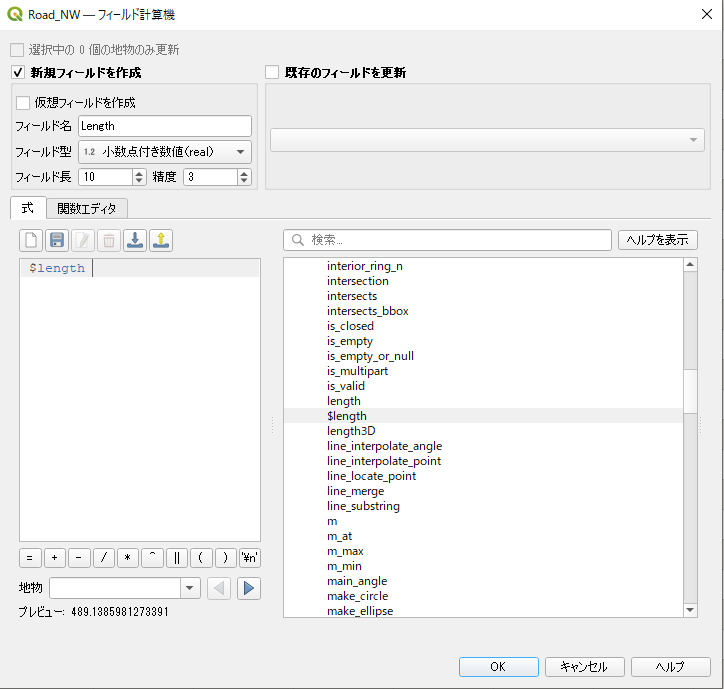 Road_NW — フィールド計算機
選択中の 0 個の地物のみ更新
新規フィールドを作成
既存のフィールドを更新
仮想フィールドを作成
フィールド名 Length
フィールド型 1.2 小数点付き数値(real)
フィールド長 10 精度 3
式 関数エディタ
検索... ヘルプを表示
$length
interior_ring_n
intersection
intersects
intersects_bbox
is_closed
is_empty
is_empty_or_null
is_multipart
is_valid
length
$length
length3D
line_interpolate_angle
line_interpolate_point
line_locate_point
line_merge
line_substring
m
m_at
m_max
m_min
main_angle
make_circle
make_ellipse
= + - / * ^ || ( ) '¥n'
地物
プレビュー: 489.1385981273391
OK キャンセル ヘルプ